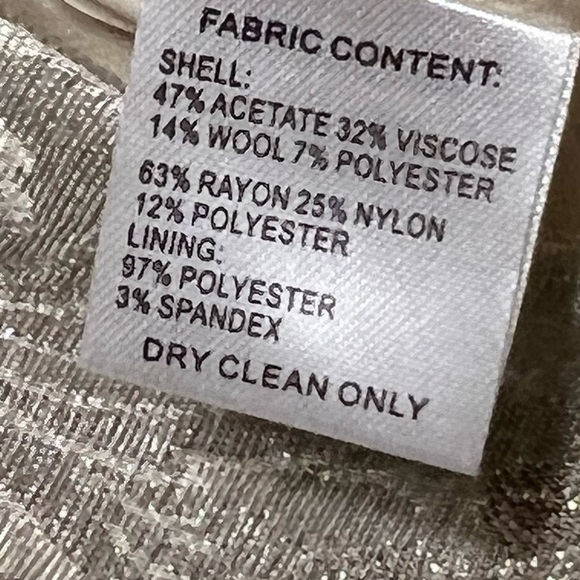 FABRIC CONTENT:
SHELL:
47% ACETATE 32% VISCOSE
14% WOOL 7% POLYESTER
63% RAYON 25% NYLON
12% POLYESTER
LINING:
97% POLYESTER
3% SPANDEX
DRY CLEAN ONLY